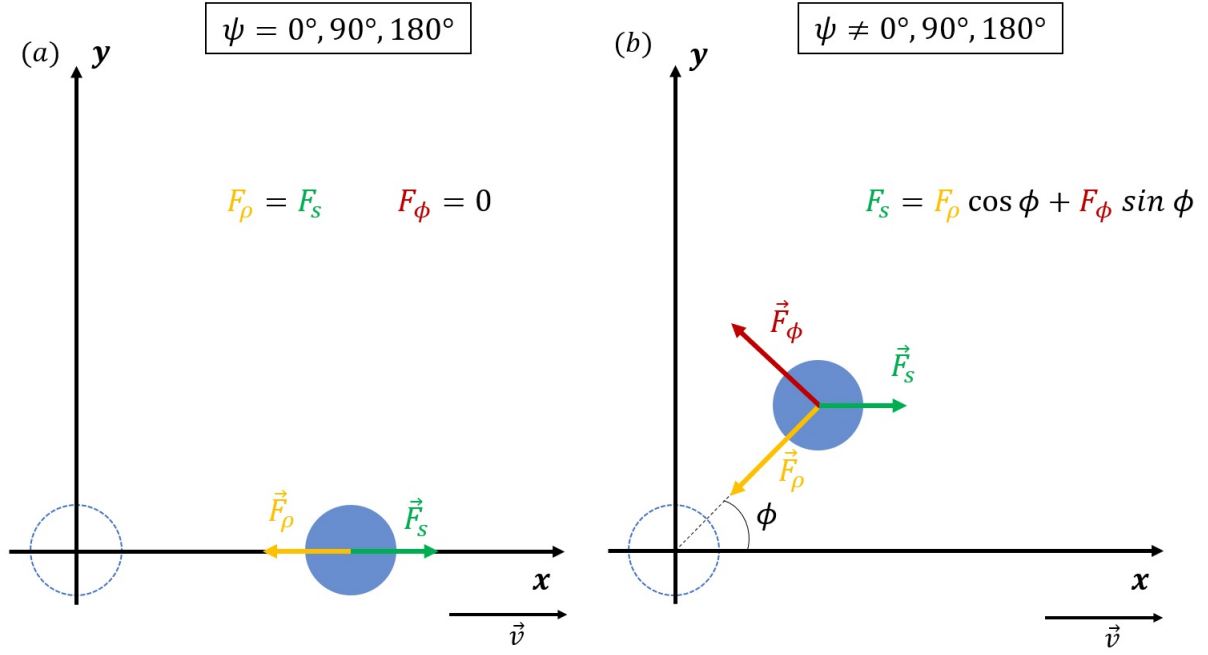 (a)
ψ = 0°, 90°, 180°
y
F_ρ = F_s
F_ϕ = 0
F⃗_ρ
F⃗_s
x
v⃗
(b)
ψ ≠ 0°, 90°, 180°
y
F_s = F_ρ cos ϕ + F_ϕ sin ϕ
F⃗_ϕ
F⃗_s
F⃗_ρ
ϕ
x
v⃗